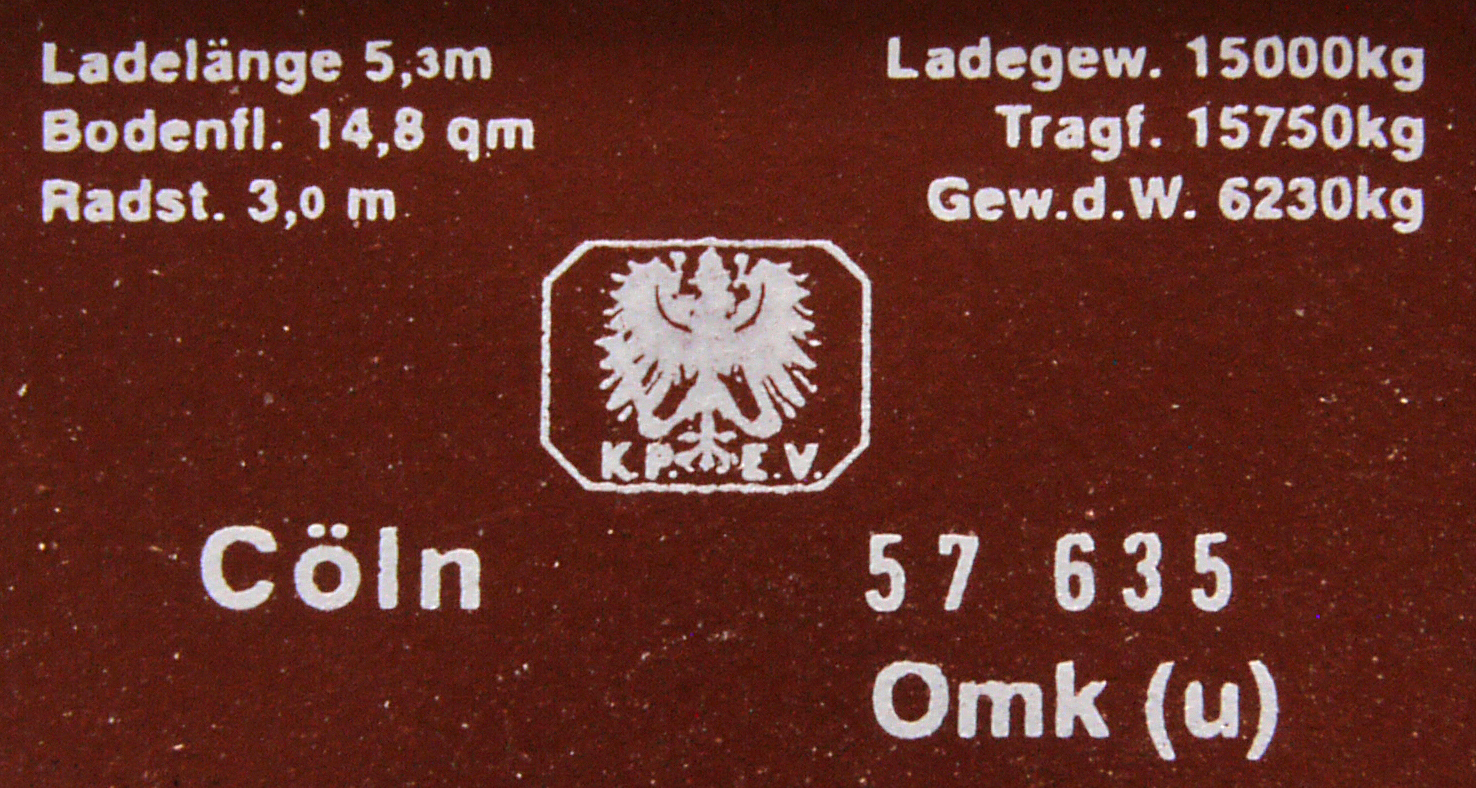 Ladelänge 5,3m
Bodenfl. 14,8 qm
Radst. 3,0 m
Ladegew. 15000kg
Tragf. 15750kg
Gew.d.W. 6230kg
K.P. E.V.
Cöln 57 635
Omk (u)